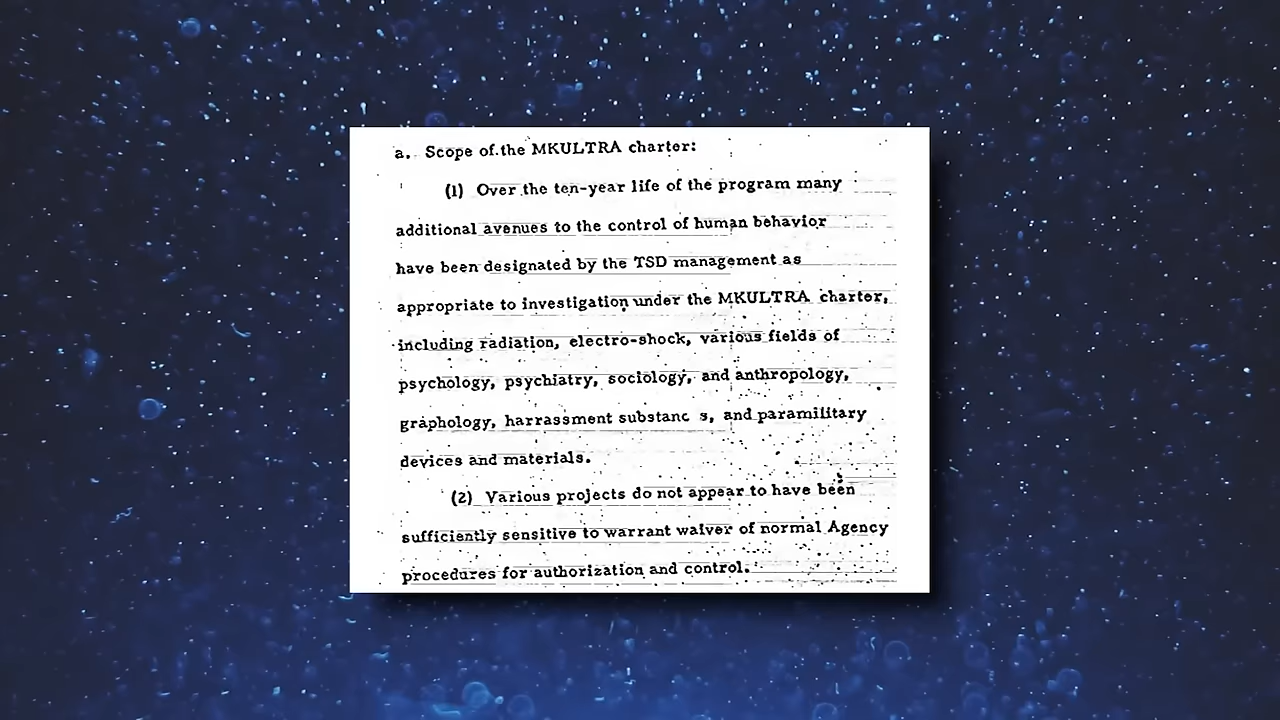 a. Scope of the MKULTRA charter:
(1) Over the ten-year life of the program many
additional avenues to the control of human behavior
have been designated by the TSD management as
appropriate to investigation under the MKULTRA charter,
including radiation, electro-shock, various fields of
psychology, psychiatry, sociology, and anthropology,
graphology, harrassment substanc s, and paramilitary
devices and materials.
(2) Various projects do not appear to have been
sufficiently sensitive to warrant waiver of normal Agency
procedures for authorization and control.